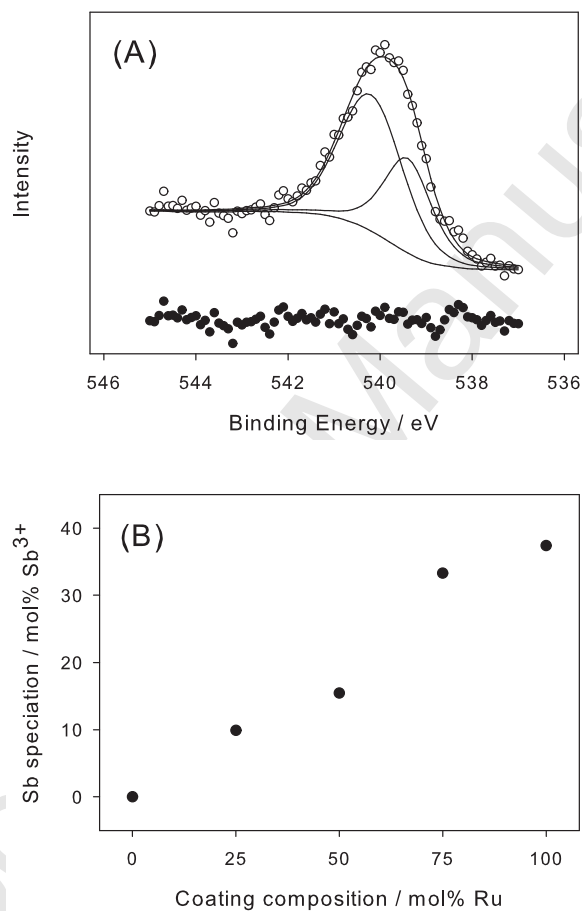 (A)
Intensity
546 544 542 540 538 536
Binding Energy / eV
Manus
(B)
Sb speciation / mol% Sb3+
40
30
20
10
0
0 25 50 75 100
Coating composition / mol% Ru